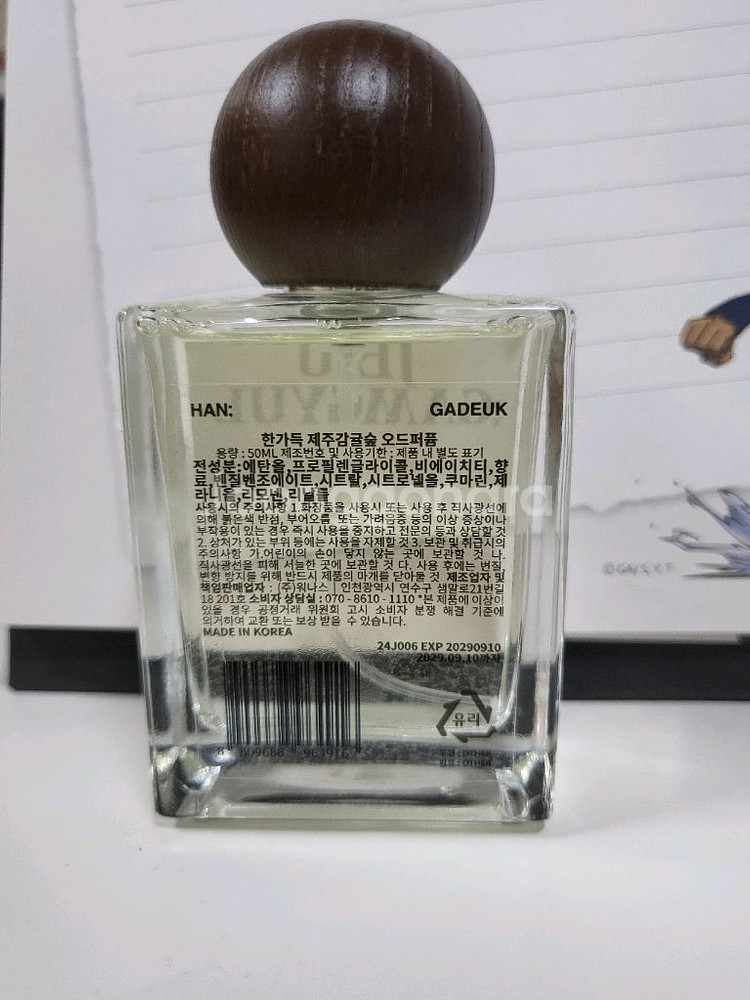 HAN: GADEUK
한가득 제주감귤숲 오드퍼퓸
용량 : 50ML 제조번호 및 사용기한 : 제품 내 별도 표기
전성분:에탄올,프로필렌글라이콜,비에이치티,향
료,벤질벤조에이트,시트랄,시트로넬올,쿠마린,제
라니올,리모넨,리날룰
사용시의 주의사항 1.화장품을 사용시 또는 사용 후 직사광선에
의해 붉은색 반점, 부어오름 또는 가려움증 등의 이상 증상이나
부작용이 있는 경우 즉시 사용을 중지하고 전문의 등과 상담할 것
2. 상처가 있는 부위 등에는 사용을 자제할 것 3. 보관 및 취급시의
주의사항 가.어린이의 손이 닿지 않는 곳에 보관할 것 나.
직사광선을 피해 서늘한 곳에 보관할 것 다. 사용 후에는 변질,
변형 방지를 위해 반드시 제품의 마개를 닫아둘 것 제조업자 및
책임판매업자 : (주)워나스 | 인천광역시 연수구 샘말로21번길
18 201호 소비자 상담실 : 070 - 8610 - 1110 *본 제품에 이상이
있을 경우 공정거래 위원회 고시 소비자 분쟁 해결 기준에
의거하여 교환 또는 보상 받을 수 있습니다.
MADE IN KOREA
24J006 EXP 20290910
2029.09.10까지
유리